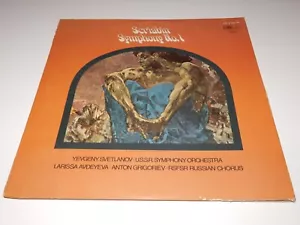 Scriabin
Symphony No.1
YEVGENY SVETLANOV · U.S.S.R. SYMPHONY ORCHESTRA
LARISSA AVDEYEVA · ANTON GRIGORIEV · RSFSR RUSSIAN CHORUS